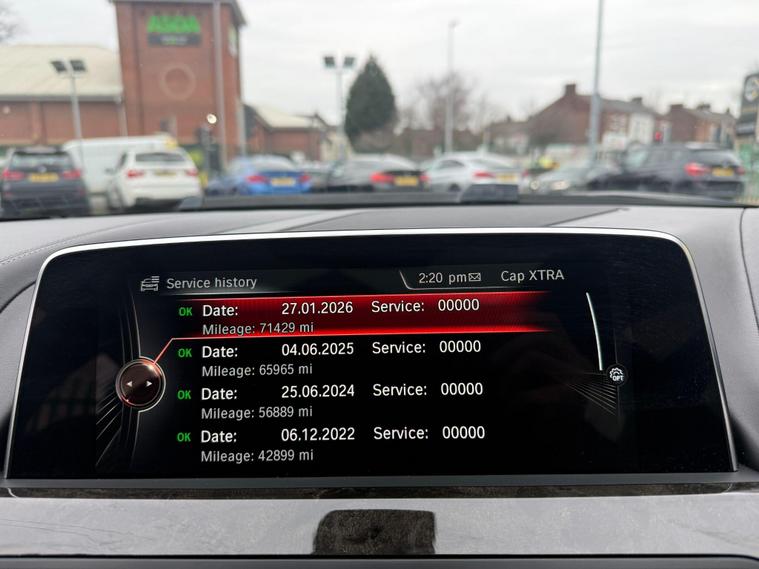 ASDA
Service history
2:20 pm
Cap XTRA
OK Date: 27.01.2026 Service: 00000
Mileage: 71429 mi
OK Date: 04.06.2025 Service: 00000
Mileage: 65965 mi
OPT
OK Date: 25.06.2024 Service: 00000
Mileage: 56889 mi
OK Date: 06.12.2022 Service: 00000
Mileage: 42899 mi